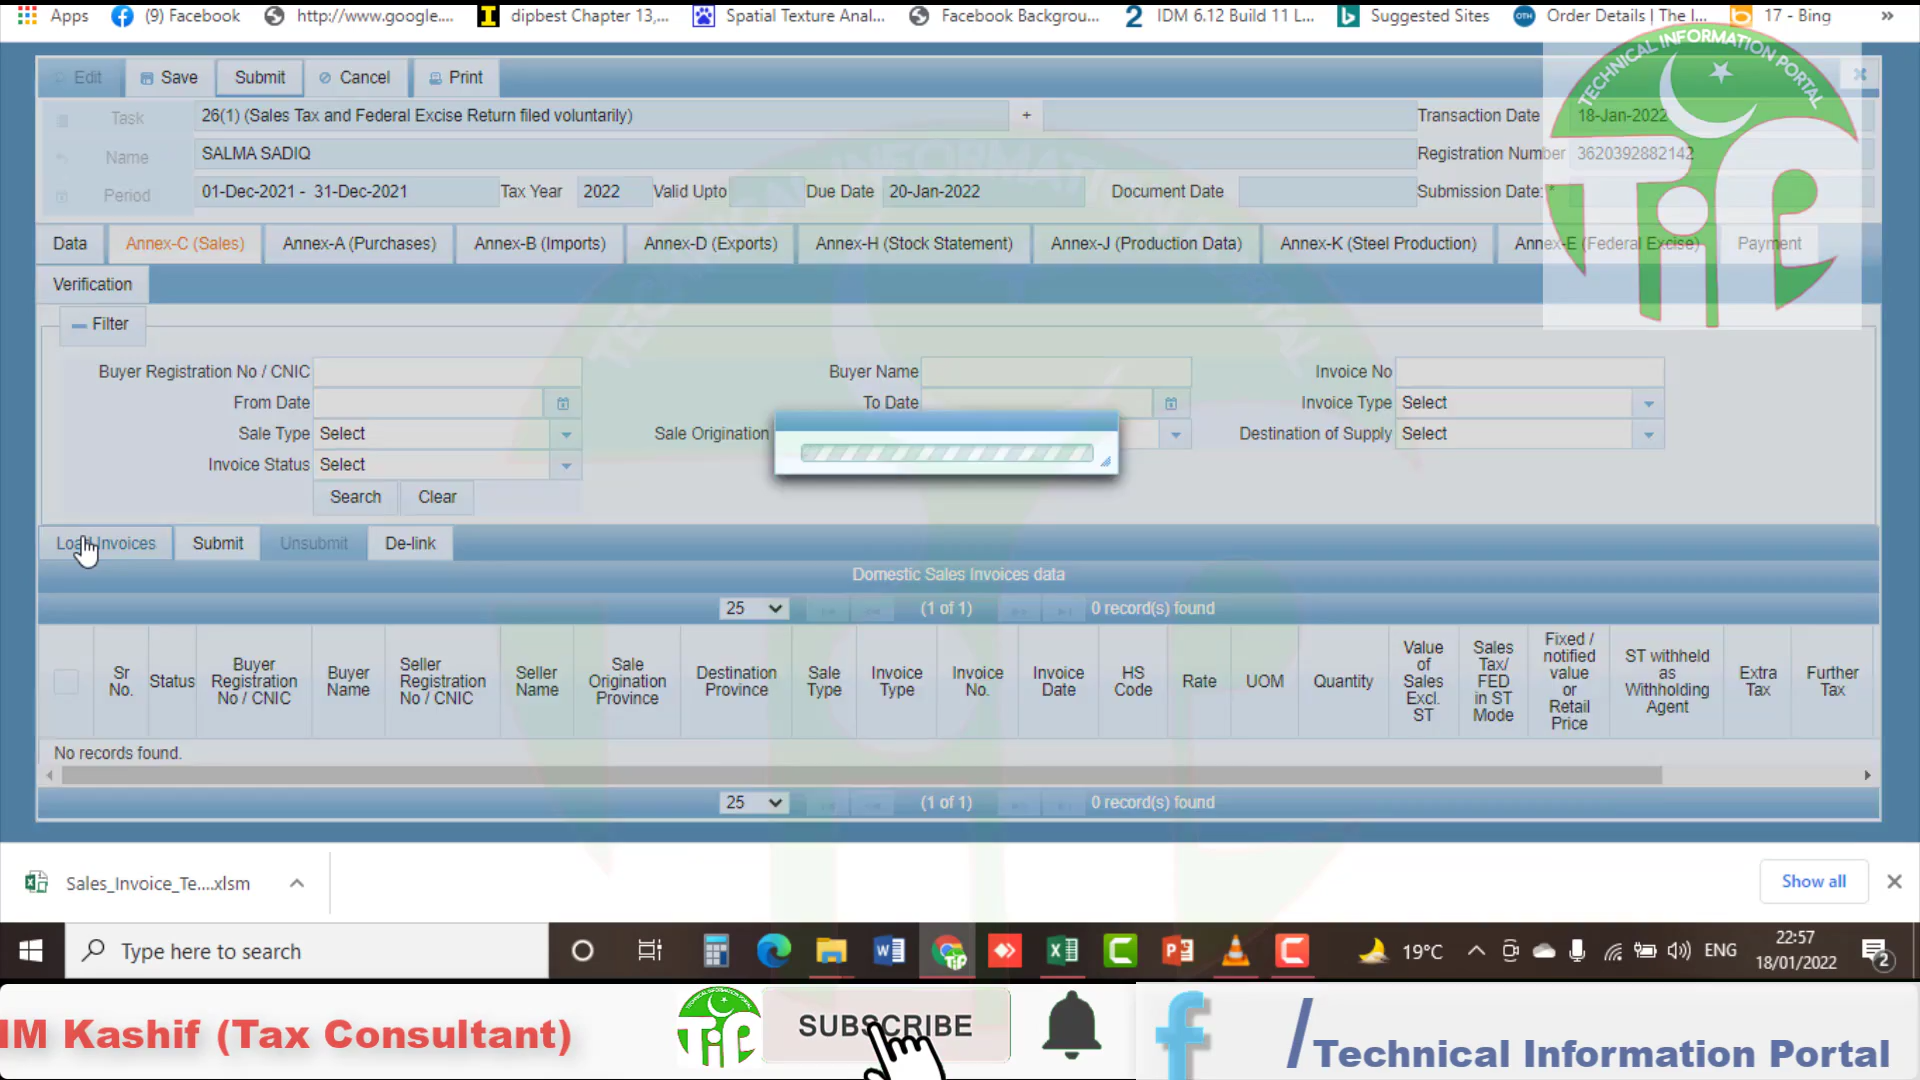 Apps (9) Facebook http://www.google.... dipbest Chapter 13,... Spatial Texture Anal... Facebook Backgrou... 2 IDM 6.12 Build 11 L... Suggested Sites OTH Order Details | The I... 17 - Bing »
Edit Save Submit Cancel Print
TECHNICAL INFORMATION PORTAL
Task 26(1) (Sales Tax and Federal Excise Return filed voluntarily) + Transaction Date 18-Jan-2022
Name SALMA SADIQ Registration Number 3620392882142
Period 01-Dec-2021 - 31-Dec-2021 Tax Year 2022 Valid Upto Due Date 20-Jan-2022 Document Date Submission Date:
TiP
Data Annex-C (Sales) Annex-A (Purchases) Annex-B (Imports) Annex-D (Exports) Annex-H (Stock Statement) Annex-J (Production Data) Annex-K (Steel Production) Annex-E (Federal Excise) Payment
Verification
Filter
Buyer Registration No / CNIC Buyer Name Invoice No
From Date To Date Invoice Type Select
Sale Type Select Sale Origination Destination of Supply Select
Invoice Status Select
Search Clear
Load Invoices Submit Unsubmit De-link
Domestic Sales Invoices data
25 (1 of 1) 0 record(s) found
Sr No. Status Buyer Registration No / CNIC Buyer Name Seller Registration No / CNIC Seller Name Sale Origination Province Destination Province Sale Type Invoice Type Invoice No. Invoice Date HS Code Rate UOM Quantity Value of Sales Excl. ST Sales Tax/ FED in ST Mode Fixed / notified value or Retail Price ST withheld as Withholding Agent Extra Tax Further Tax
No records found.
25 (1 of 1) 0 record(s) found
Sales_Invoice_Te....xlsm Show all
Type here to search 19°C ENG 22:57
18/01/2022 2
IM Kashif (Tax Consultant) TiP SUBSCRIBE f /Technical Information Portal